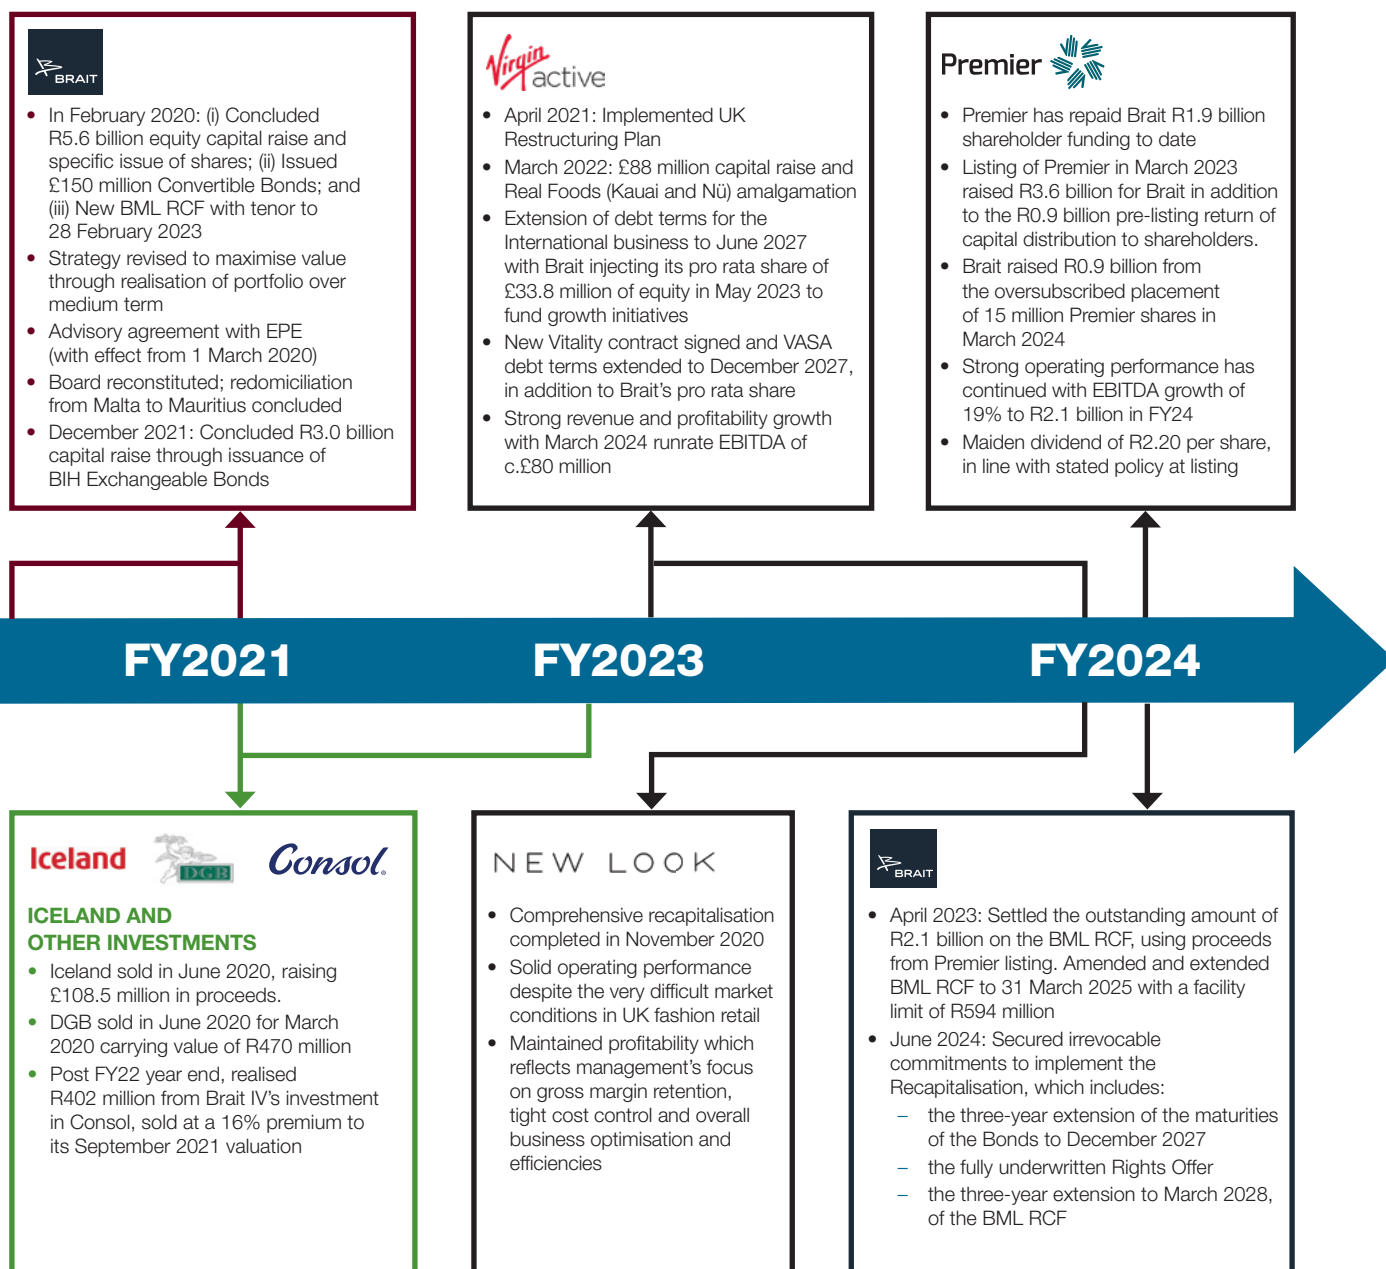 BRAIT
• In February 2020: (i) Concluded
R5.6 billion equity capital raise and
specific issue of shares; (ii) Issued
£150 million Convertible Bonds; and
(iii) New BML RCF with tenor to
28 February 2023
• Strategy revised to maximise value
through realisation of portfolio over
medium term
• Advisory agreement with EPE
(with effect from 1 March 2020)
• Board reconstituted; redomiciliation
from Malta to Mauritius concluded
• December 2021: Concluded R3.0 billion
capital raise through issuance of
BIH Exchangeable Bonds
Virgin
active
• April 2021: Implemented UK
Restructuring Plan
• March 2022: £88 million capital raise and
Real Foods (Kauai and Nü) amalgamation
• Extension of debt terms for the
International business to June 2027
with Brait injecting its pro rata share of
£33.8 million of equity in May 2023 to
fund growth initiatives
• New Vitality contract signed and VASA
debt terms extended to December 2027,
in addition to Brait's pro rata share
• Strong revenue and profitability growth
with March 2024 runrate EBITDA of
c.£80 million
Premier
• Premier has repaid Brait R1.9 billion
shareholder funding to date
• Listing of Premier in March 2023
raised R3.6 billion for Brait in addition
to the R0.9 billion pre-listing return of
capital distribution to shareholders.
• Brait raised R0.9 billion from
the oversubscribed placement
of 15 million Premier shares in
March 2024
• Strong operating performance has
continued with EBITDA growth of
19% to R2.1 billion in FY24
• Maiden dividend of R2.20 per share,
in line with stated policy at listing
FY2021
FY2023
FY2024
Iceland
DGB
Consol
ICELAND AND
OTHER INVESTMENTS
• Iceland sold in June 2020, raising
£108.5 million in proceeds.
• DGB sold in June 2020 for March
2020 carrying value of R470 million
• Post FY22 year end, realised
R402 million from Brait IV's investment
in Consol, sold at a 16% premium to
its September 2021 valuation
NEW LOOK
• Comprehensive recapitalisation
completed in November 2020
• Solid operating performance
despite the very difficult market
conditions in UK fashion retail
• Maintained profitability which
reflects management's focus
on gross margin retention,
tight cost control and overall
business optimisation and
efficiencies
BRAIT
• April 2023: Settled the outstanding amount of
R2.1 billion on the BML RCF, using proceeds
from Premier listing. Amended and extended
BML RCF to 31 March 2025 with a facility
limit of R594 million
• June 2024: Secured irrevocable
commitments to implement the
Recapitalisation, which includes:
– the three-year extension of the maturities
of the Bonds to December 2027
– the fully underwritten Rights Offer
– the three-year extension to March 2028,
of the BML RCF